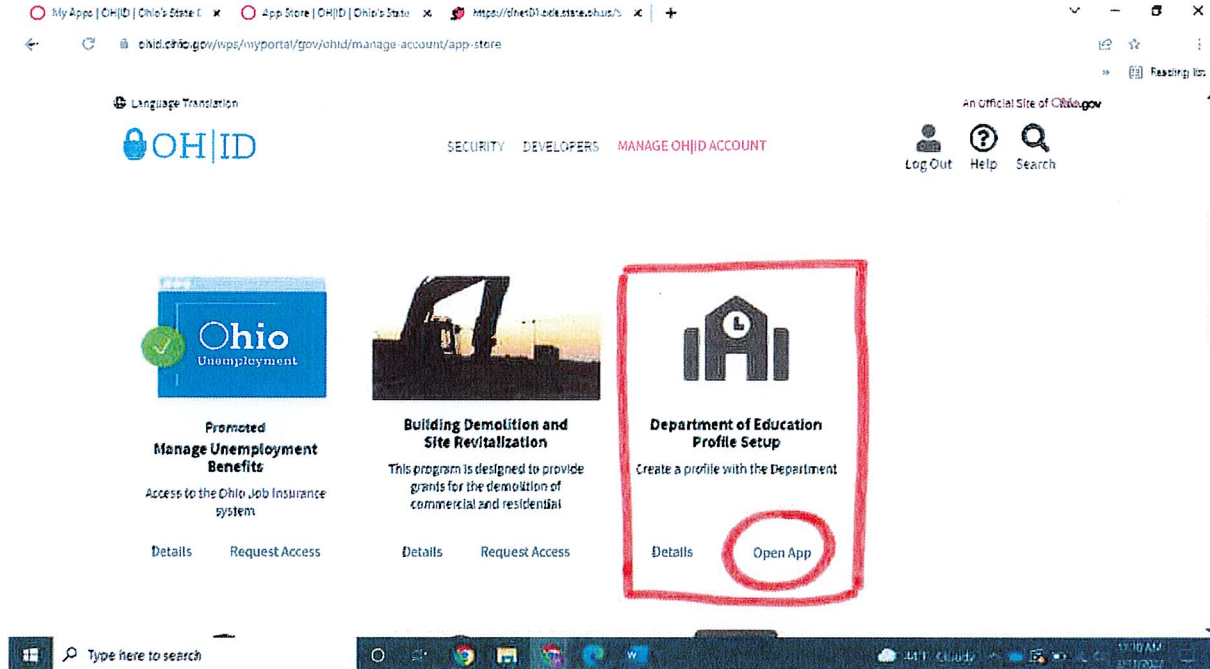 My Apps | OH|ID | Ohio's State
App Store | OH|ID | Ohio's State
ohid.ohio.gov/wps/myportal/gov/ohid/manage-account/app-store
» Reading list
Language Translation
An Official Site of Ohio.gov
OH|ID
SECURITY DEVELOPERS MANAGE OH|ID ACCOUNT
Log Out Help Search
Ohio
Unemployment
Promoted
Manage Unemployment
Benefits
Access to the Ohio Job Insurance
system
Details Request Access
Building Demolition and
Site Revitalization
This program is designed to provide
grants for the demolition of
commercial and residential
Details Request Access
Department of Education
Profile Setup
Create a profile with the Department
Details Open App
Type here to search
44°F Cloudy
11:10 AM